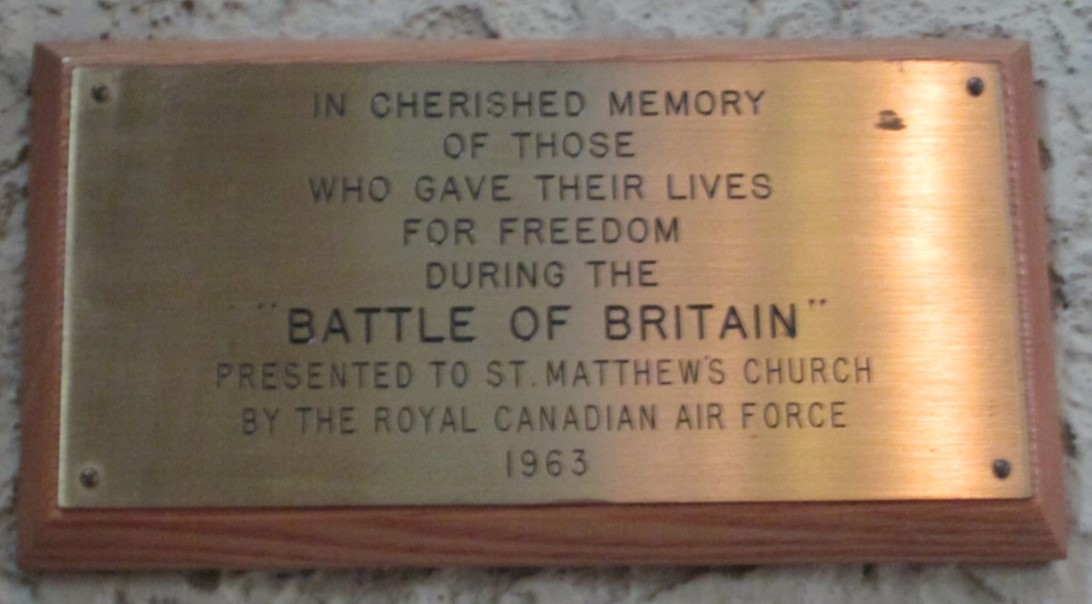 IN CHERISHED MEMORY
OF THOSE
WHO GAVE THEIR LIVES
FOR FREEDOM
DURING THE
"BATTLE OF BRITAIN"
PRESENTED TO ST. MATTHEW'S CHURCH
BY THE ROYAL CANADIAN AIR FORCE
1963